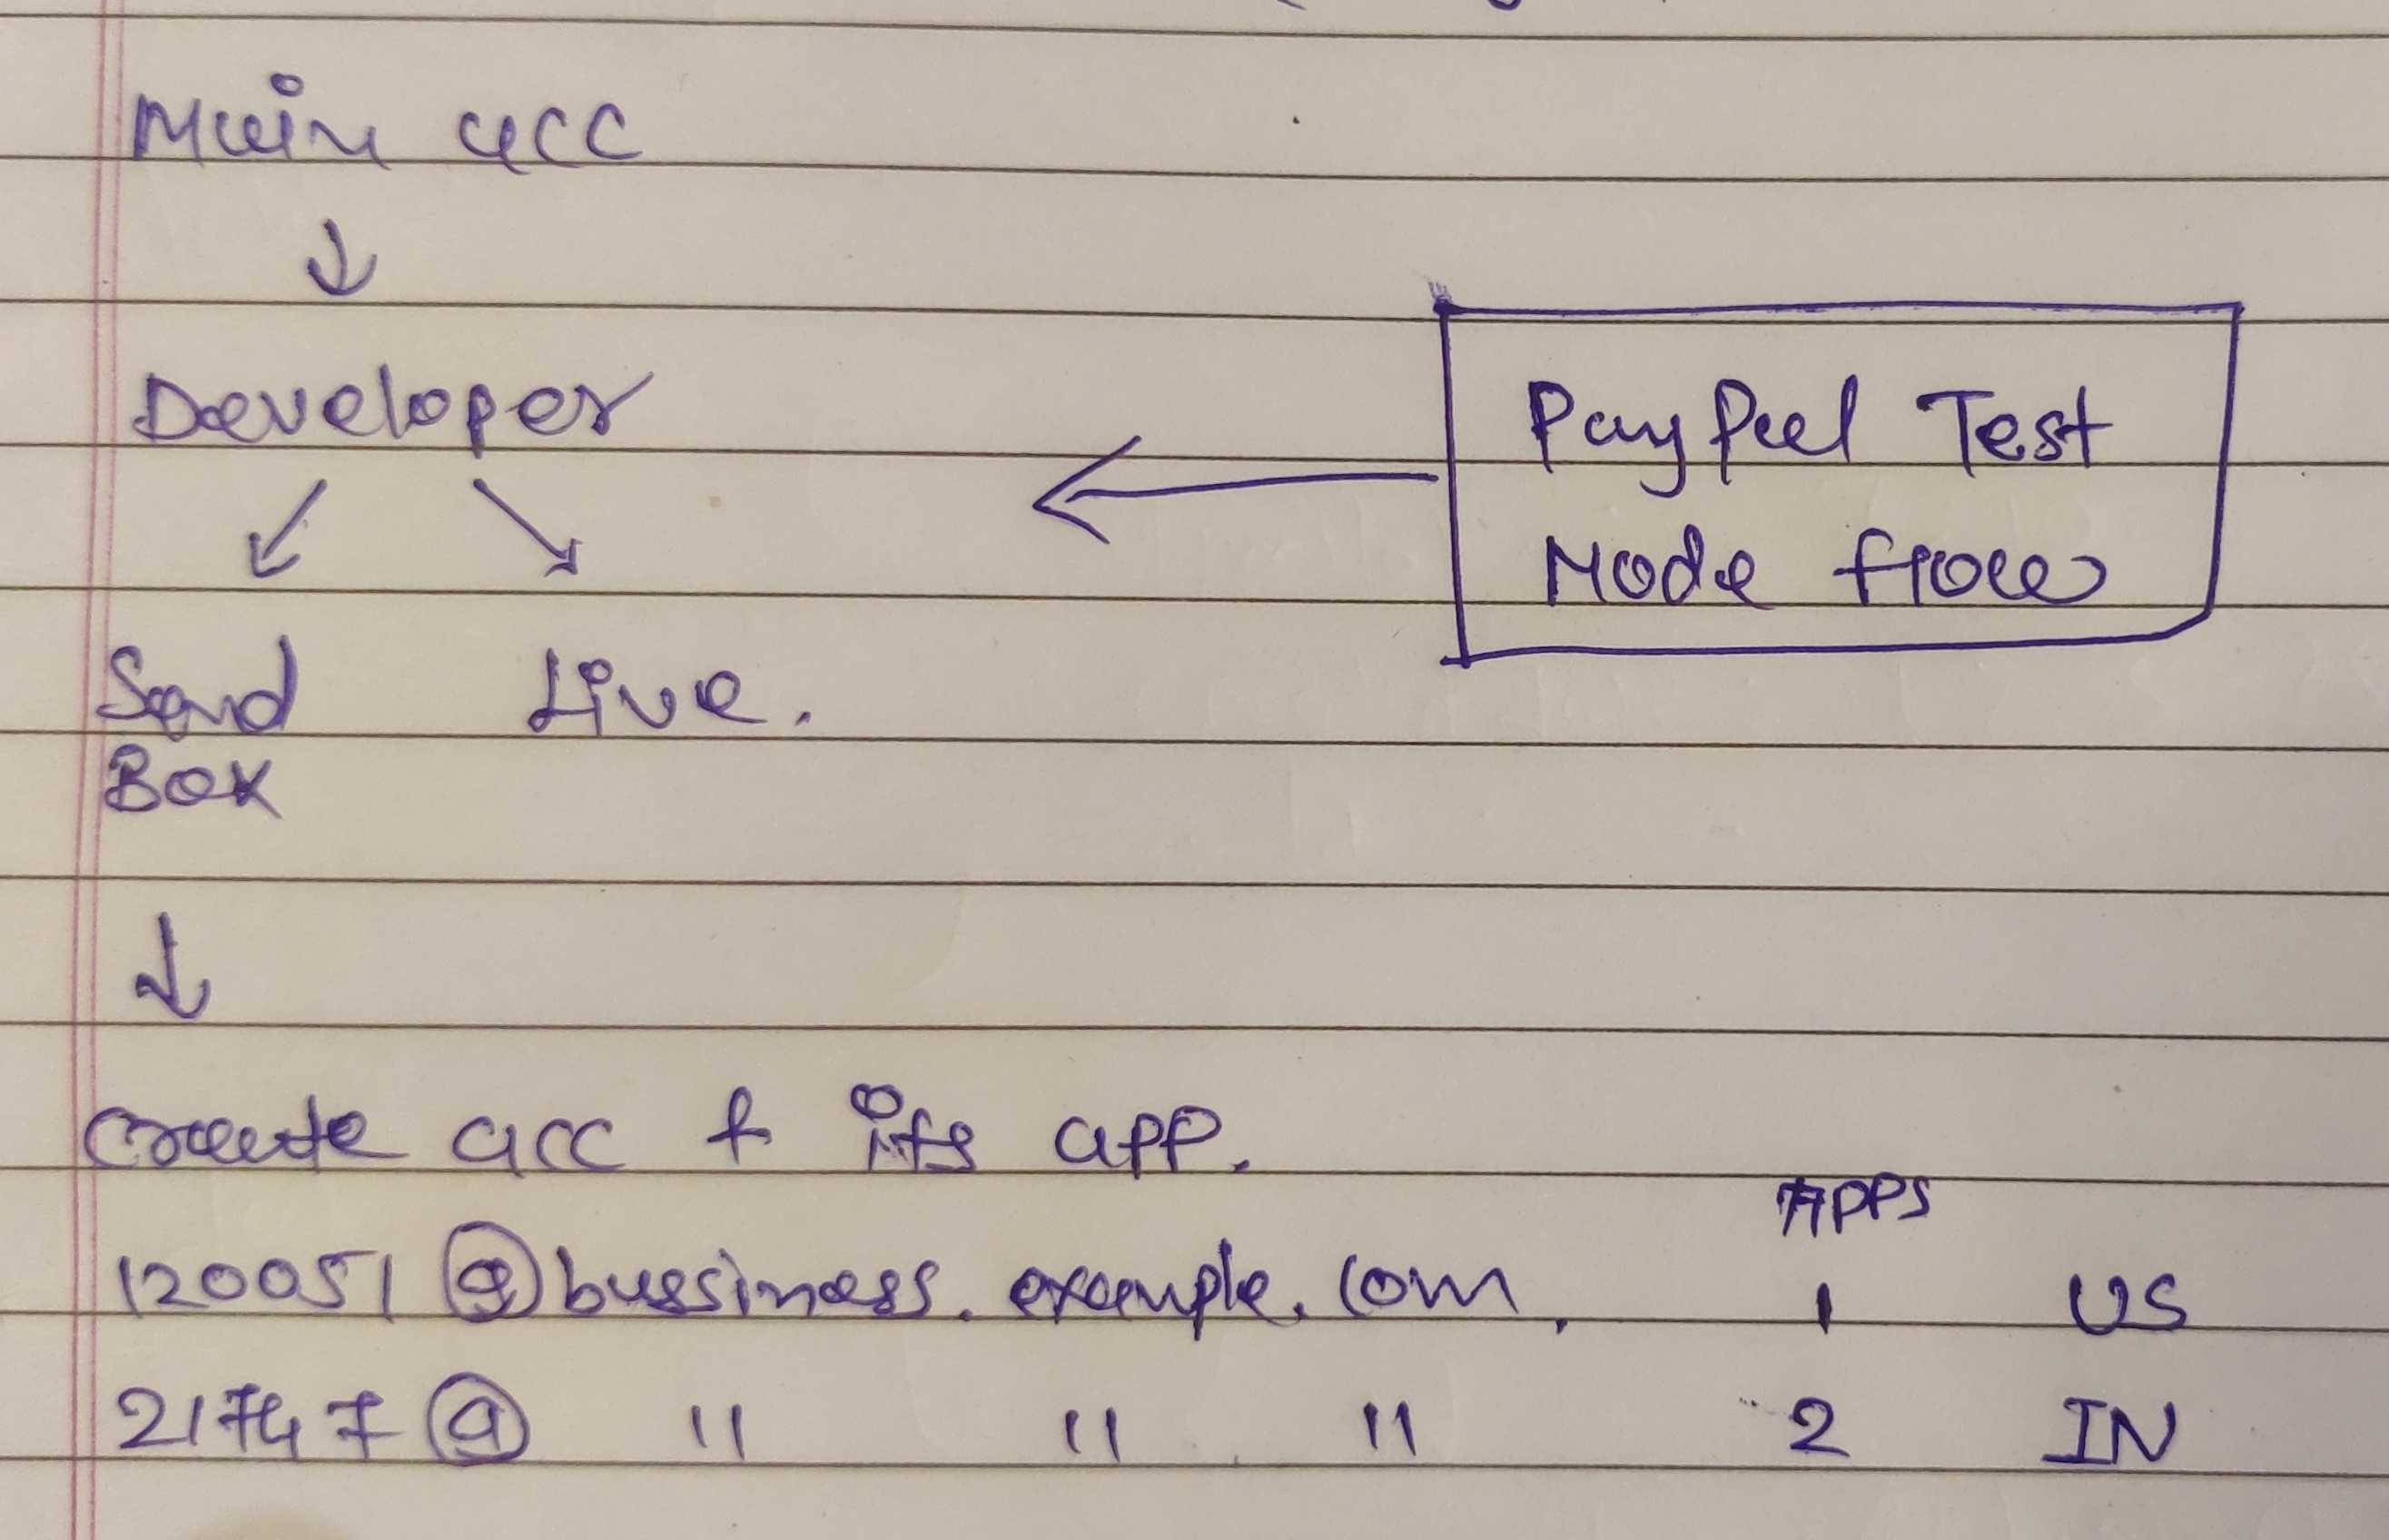 Main acc
↓
Developer
↙ ↘
←
PayPal Test
Mode flow
Sand Live.
Box
↓
Create acc & its app.
APPS
120051 @ bussiness. example. com, 1 US
21747 @ " " " 2 IN